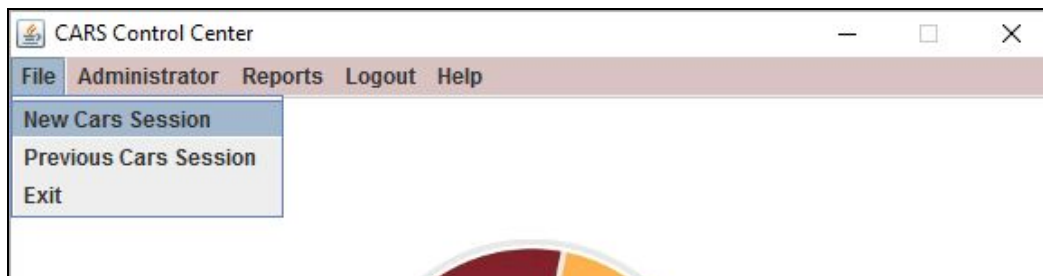 CARS Control Center
File Administrator Reports Logout Help
New Cars Session
Previous Cars Session
Exit